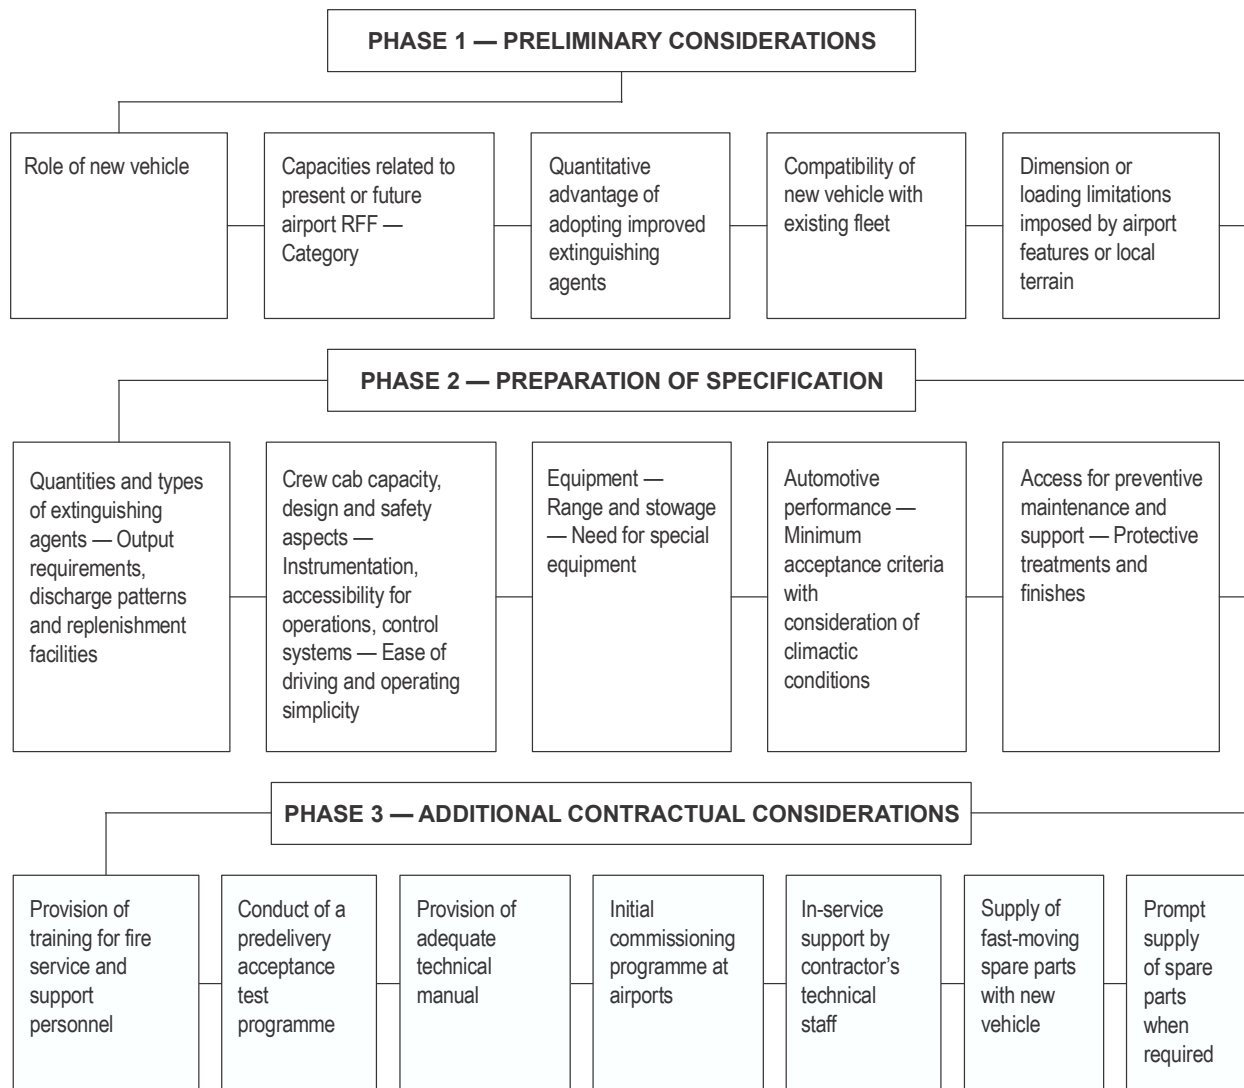 PHASE 1 — PRELIMINARY CONSIDERATIONS
Role of new vehicle
Capacities related to
present or future
airport RFF —
Category
Quantitative
advantage of
adopting improved
extinguishing
agents
Compatibility of
new vehicle with
existing fleet
Dimension or
loading limitations
imposed by airport
features or local
terrain
PHASE 2 — PREPARATION OF SPECIFICATION
Quantities and types
of extinguishing
agents — Output
requirements,
discharge patterns
and replenishment
facilities
Crew cab capacity,
design and safety
aspects —
Instrumentation,
accessibility for
operations, control
systems — Ease of
driving and operating
simplicity
Equipment —
Range and stowage
— Need for special
equipment
Automotive
performance —
Minimum
acceptance criteria
with
consideration of
climactic
conditions
Access for preventive
maintenance and
support — Protective
treatments and
finishes
PHASE 3 — ADDITIONAL CONTRACTUAL CONSIDERATIONS
Provision of
training for fire
service and
support
personnel
Conduct of a
predelivery
acceptance
test
programme
Provision of
adequate
technical
manual
Initial
commissioning
programme at
airports
In-service
support by
contractor's
technical
staff
Supply of
fast-moving
spare parts
with new
vehicle
Prompt
supply
of spare
parts
when
required